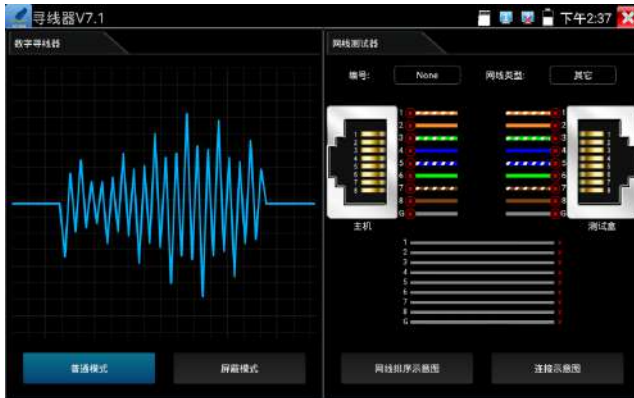 寻线器V7.1
下午2:37
数字寻线器
网线测试器
编号:
None
网线类型:
其它
1
2
3
4
5
6
7
8
G
1
2
3
4
5
6
7
8
G
主机
测试盒
1
2
3
4
5
6
7
8
G
普通模式
屏蔽模式
网线排序示意图
连接示意图